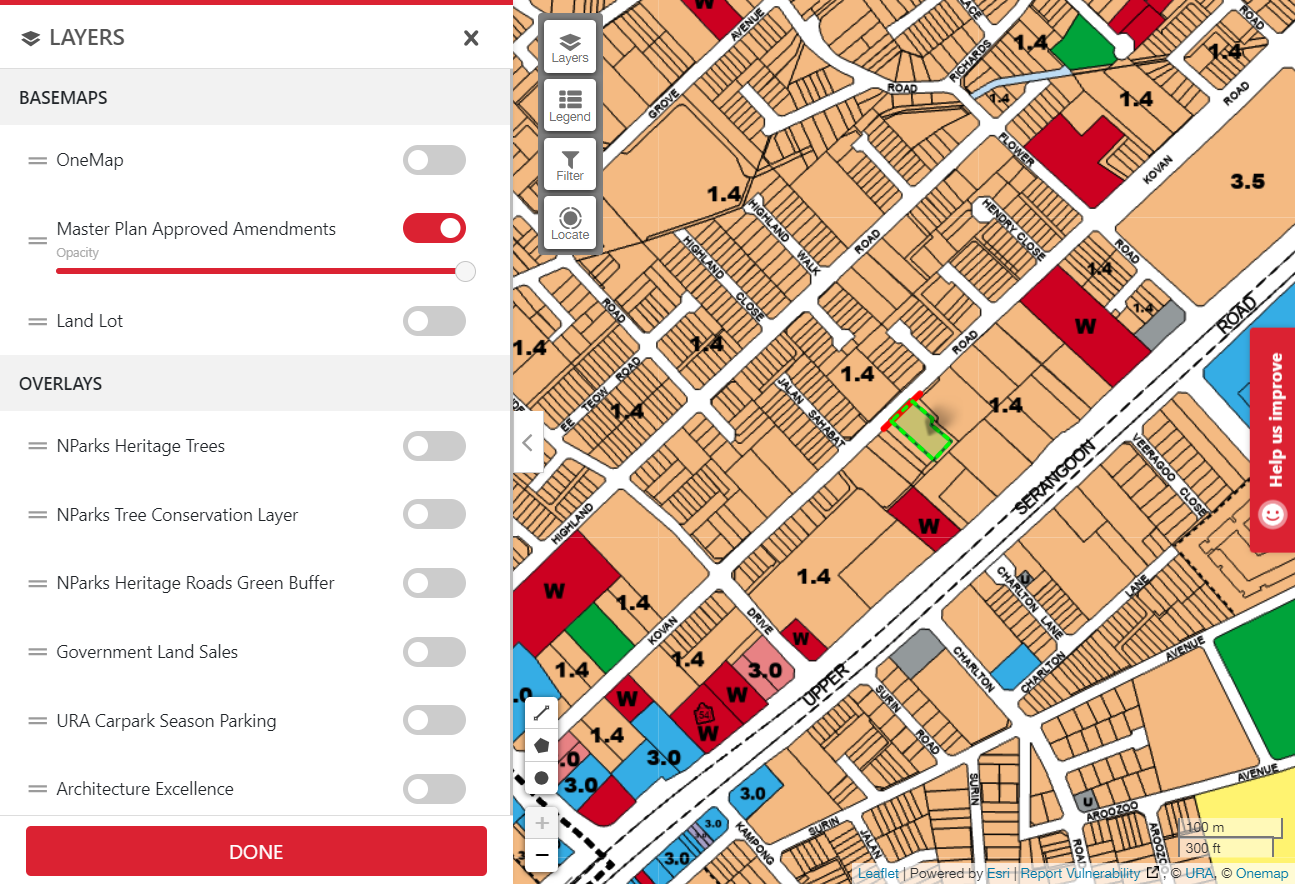 LAYERS
BASEMAPS
OneMap
Master Plan Approved Amendments
Opacity
Land Lot
OVERLAYS
NParks Heritage Trees
NParks Tree Conservation Layer
NParks Heritage Roads Green Buffer
Government Land Sales
URA Carpark Season Parking
Architecture Excellence
DONE
Layers
Legend
Filter
Locate
W
AVENUE
GROVE
ROAD
RICHARDS
1.4
ROAD
1.4
1.4
1.4
ROAD
FLOWER
KOVAN
3.5
1.4
HIGHLAND
WALK
ROAD
HENDRY CLOSE
ROAD
HIGHLAND
CLOSE
1.4
1.4
W
ROAD
ROAD
1.4
1.4
ROAD
1.4
EE TEOW ROAD
1.4
JALAN SAHABAT
1.4
SERANGOON
VEERAGOO CLOSE
HIGHLAND
W
W
1.4
1.4
KOVAN
DRIVE
W
CHARLTON LANE
U
LANE
AVENUE
1.4
1.4
3.0
W
UPPER
CHARLTON
CHARLTON
.0
W
54
W
1.4
3.0
.0
3.0
SURIN
ROAD
SURIN
AVENUE
3.0
3.0
3.0
KAMPONG
SURIN
JALAN
U
AROOZOO
ROAD
3.0
100 m
300 ft
Help us improve
Leaflet | Powered by Esri | Report Vulnerability , © URA, © Onemap